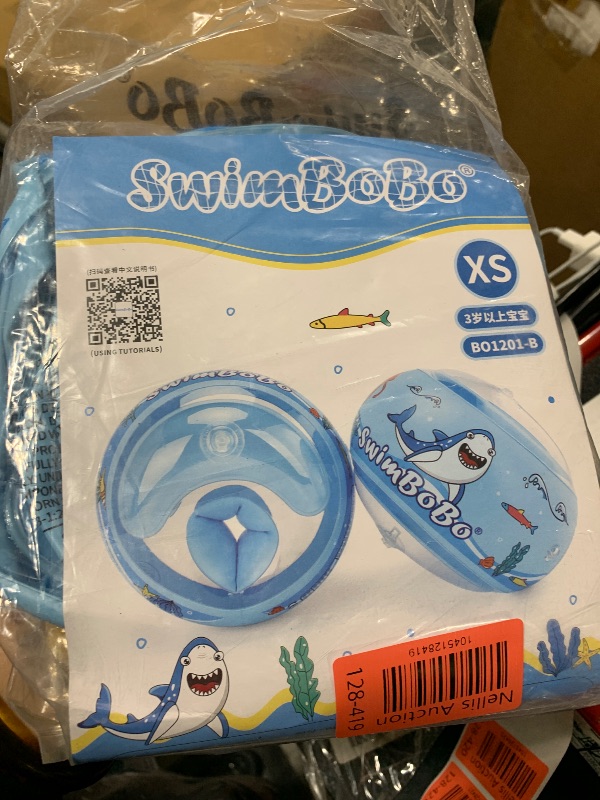 SwimBoBo®
(扫码查看中文说明书)
(USING TUTORIALS)
XS
3岁以上宝宝
BO1201-B
SwimBoBo
SwimBoBo®
128-419
1045128419
Nellis Auction